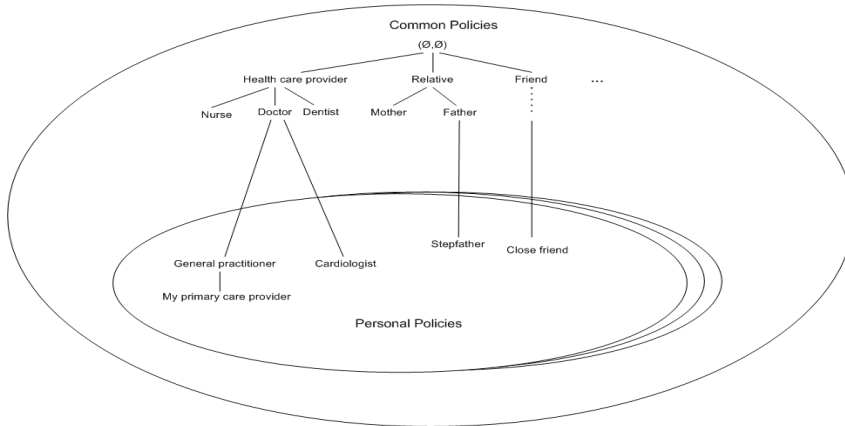 Common Policies
(Ø,Ø)
Health care provider
Relative
Friend
...
Nurse
Doctor
Dentist
Mother
Father
Stepfather
Close friend
General practitioner
Cardiologist
My primary care provider
Personal Policies